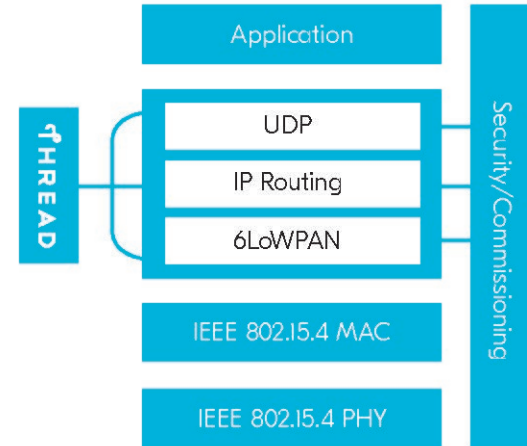 Application
THREAD
UDP
IP Routing
6LoWPAN
Security/Commissioning
IEEE 802.15.4 MAC
IEEE 802.15.4 PHY